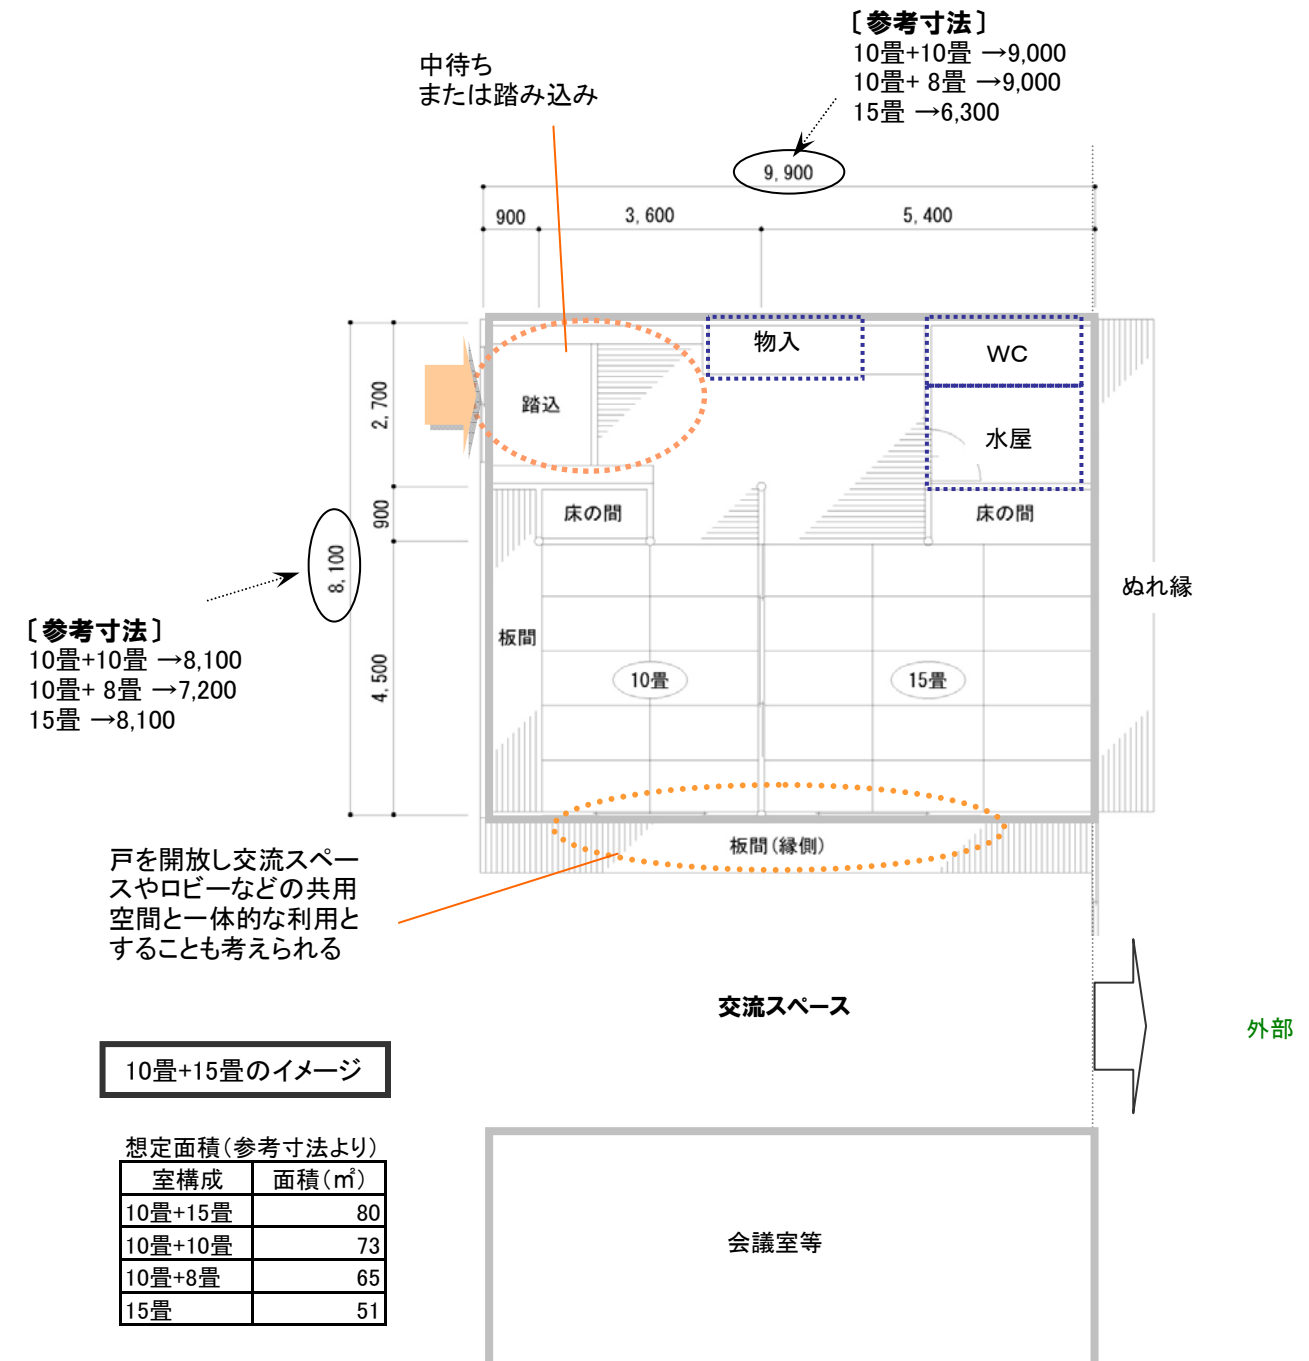 〔参考寸法〕
10畳+10畳 →9,000
10畳+ 8畳 →9,000
15畳 →6,300
中待ち
または踏み込み
9,900
900
3,600
5,400
物入
WC
踏込
水屋
2,700
床の間
床の間
900
8,100
ぬれ縁
〔参考寸法〕
10畳+10畳 →8,100
10畳+ 8畳 →7,200
15畳 →8,100
板間
4,500
10畳
15畳
板間(縁側)
戸を開放し交流スペー
スやロビーなどの共用
空間と一体的な利用と
することも考えられる
交流スペース
外部
10畳+15畳のイメージ
想定面積(参考寸法より)
室構成 面積(㎡)
10畳+15畳 80
10畳+10畳 73
10畳+8畳 65
15畳 51
会議室等